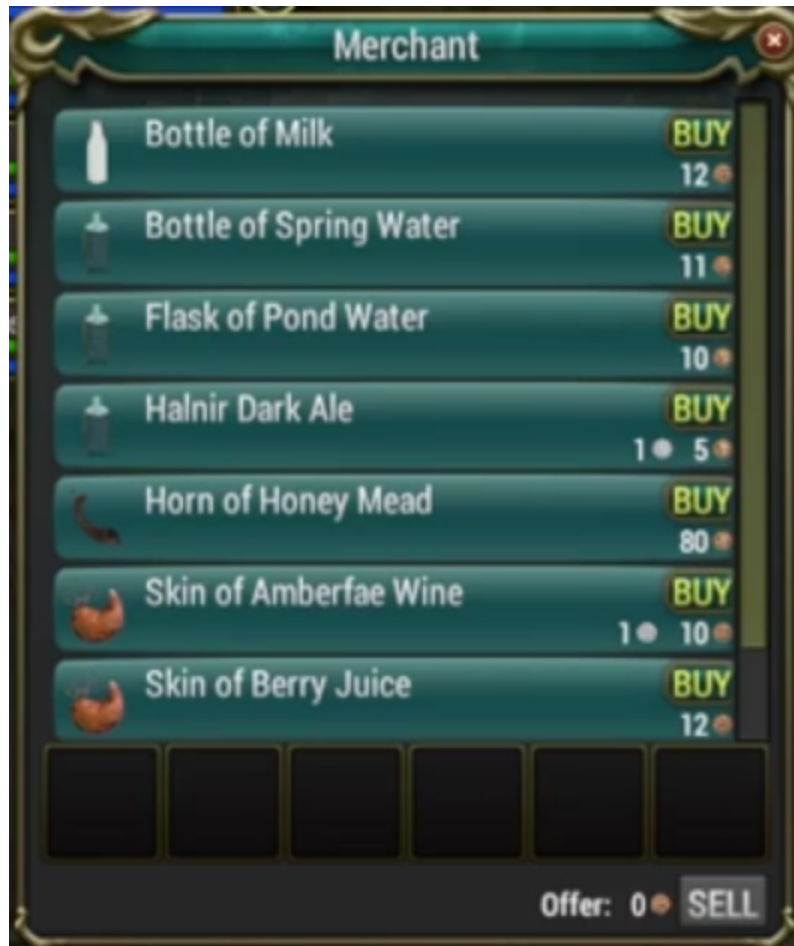 Merchant
Bottle of Milk
BUY
12
Bottle of Spring Water
BUY
11
Flask of Pond Water
BUY
10
Halnir Dark Ale
BUY
1 5
Horn of Honey Mead
BUY
80
Skin of Amberfae Wine
BUY
1 10
Skin of Berry Juice
BUY
12
Offer: 0 SELL